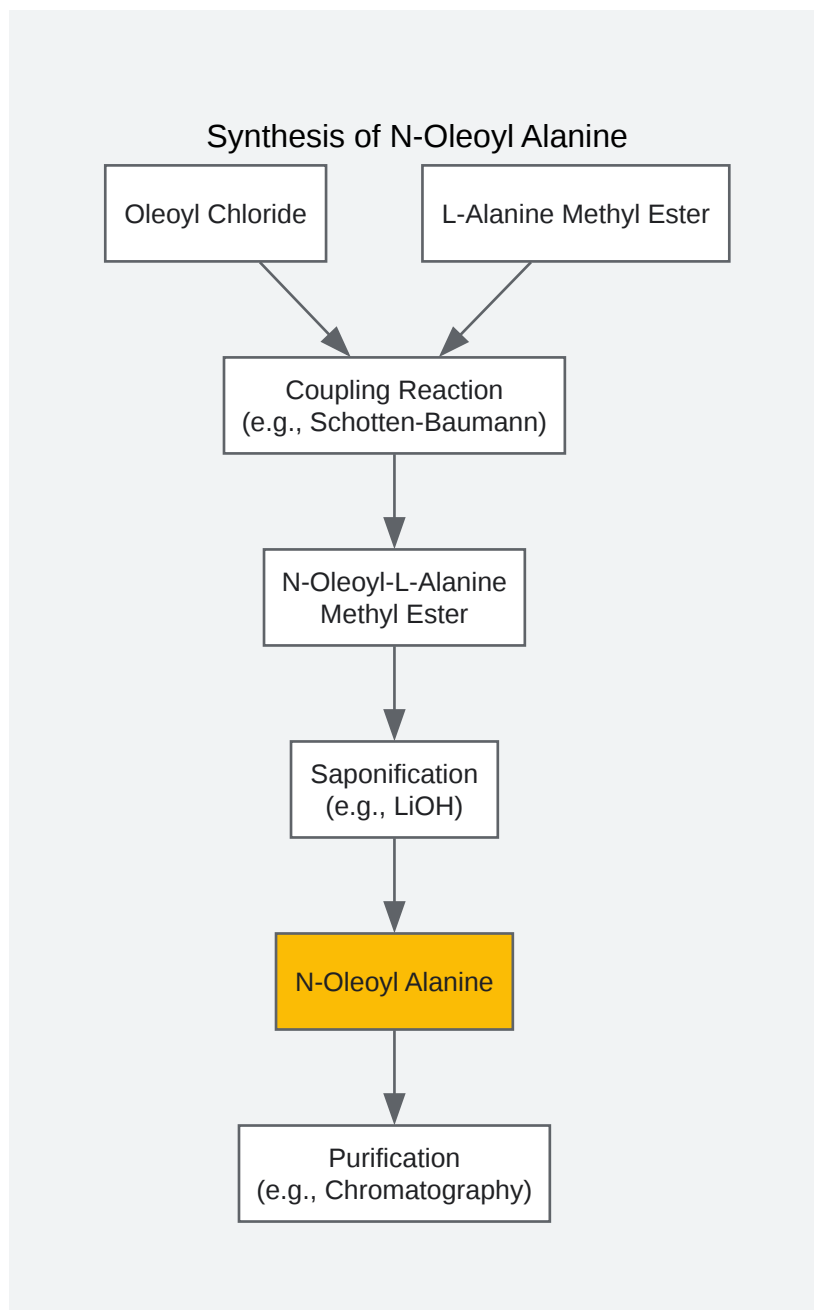 Synthesis of N-Oleoyl Alanine
Oleoyl Chloride
L-Alanine Methyl Ester
Coupling Reaction
(e.g., Schotten-Baumann)
N-Oleoyl-L-Alanine
Methyl Ester
Saponification
(e.g., LiOH)
N-Oleoyl Alanine
Purification
(e.g., Chromatography)